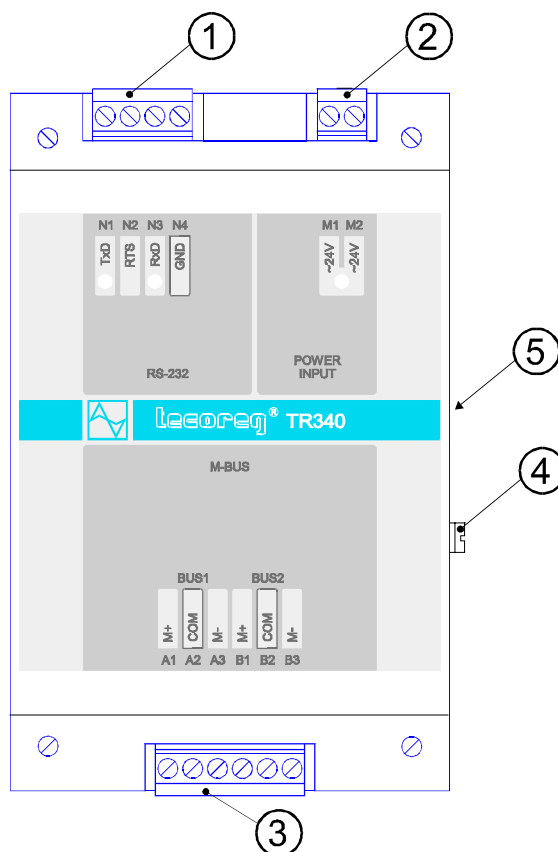 1 2
N1 N2 N3 N4 M1 M2
TxD RTS RxD GND ~24V ~24V
RS-232
POWER
INPUT
5
tecoreg® TR340
M-BUS
4
BUS1 BUS2
M+ COM M- M+ COM M-
A1 A2 A3 B1 B2 B3
3